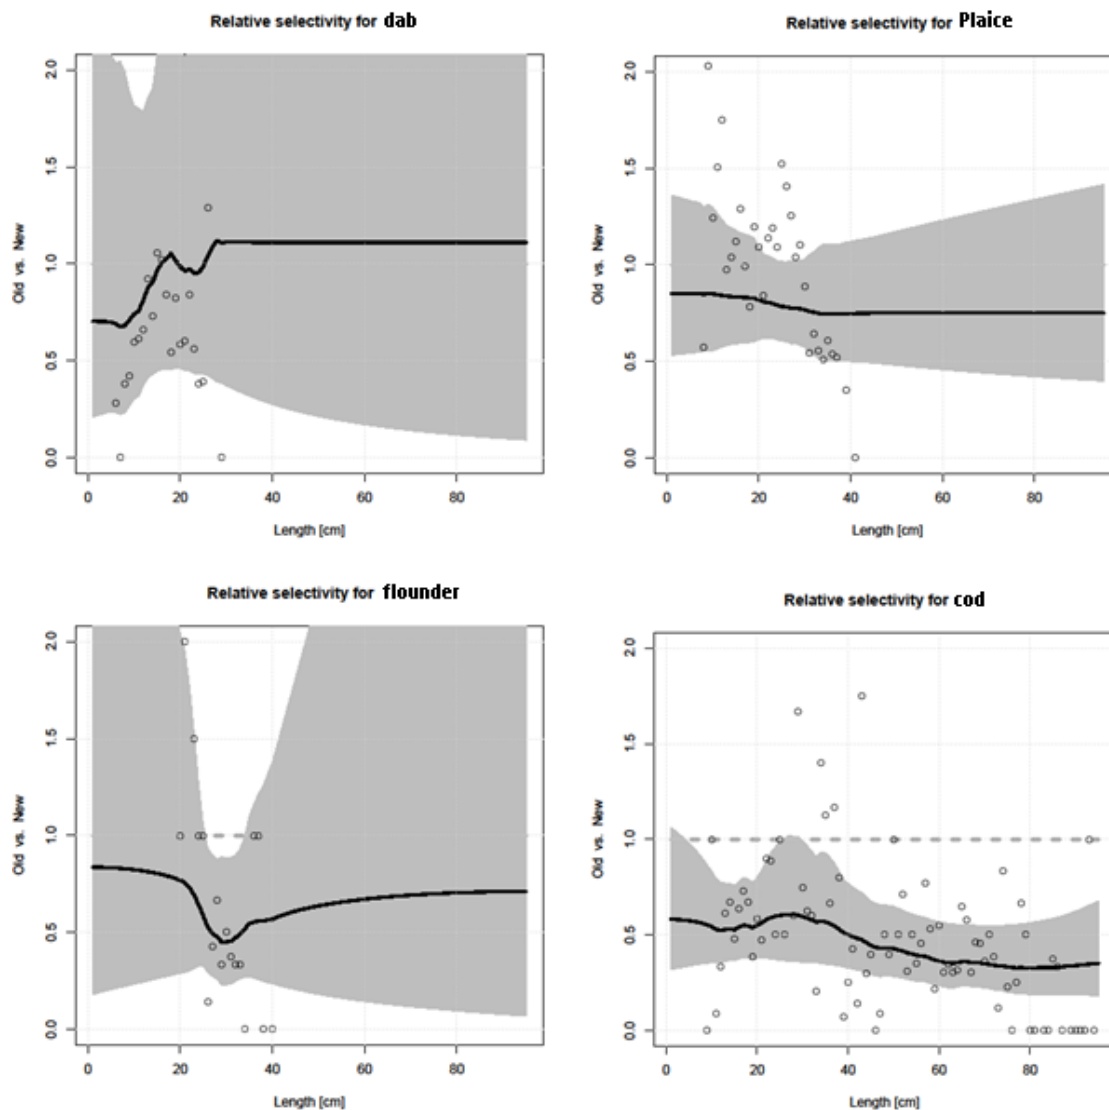 Relative selectivity for dab
2.0
1.5
1.0
0.5
0.0
Old vs. New
0 20 40 60 80
Length [cm]
Relative selectivity for Plaice
2.0
1.5
1.0
0.5
0.0
Old vs. New
0 20 40 60 80
Length [cm]
Relative selectivity for flounder
2.0
1.5
1.0
0.5
0.0
Old vs. New
0 20 40 60 80
Length [cm]
Relative selectivity for cod
2.0
1.5
1.0
0.5
0.0
Old vs. New
0 20 40 60 80
Length [cm]